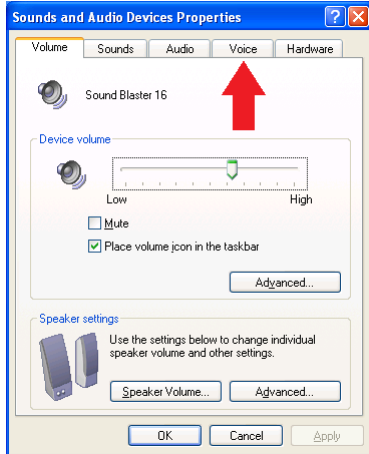 Sounds and Audio Devices Properties
Volume Sounds Audio Voice Hardware
Sound Blaster 16
Device volume
Low High
Mute
Place volume icon in the taskbar
Advanced...
Speaker settings
Use the settings below to change individual
speaker volume and other settings.
Speaker Volume... Advanced...
OK Cancel Apply